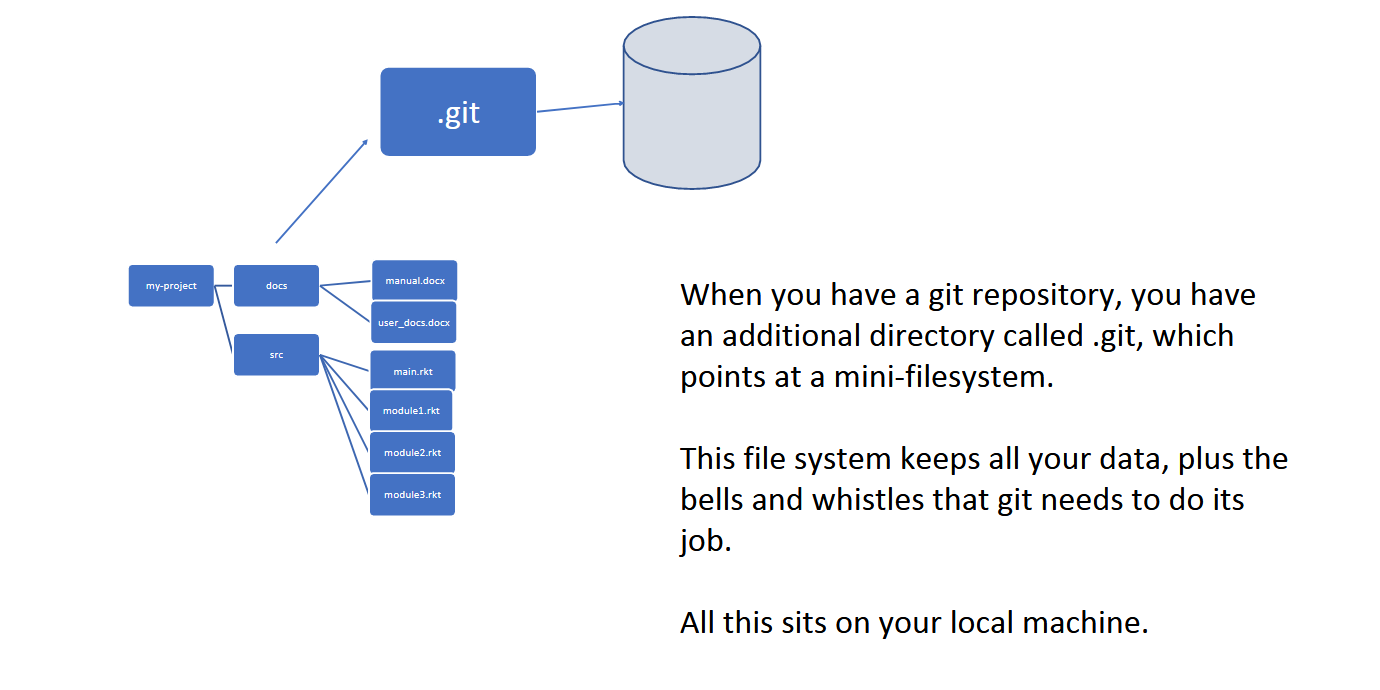 .git
my-project
docs
manual.docx
user_docs.docx
src
main.rkt
module1.rkt
module2.rkt
module3.rkt
When you have a git repository, you have
an additional directory called .git, which
points at a mini-filesystem.
This file system keeps all your data, plus the
bells and whistles that git needs to do its
job.
All this sits on your local machine.